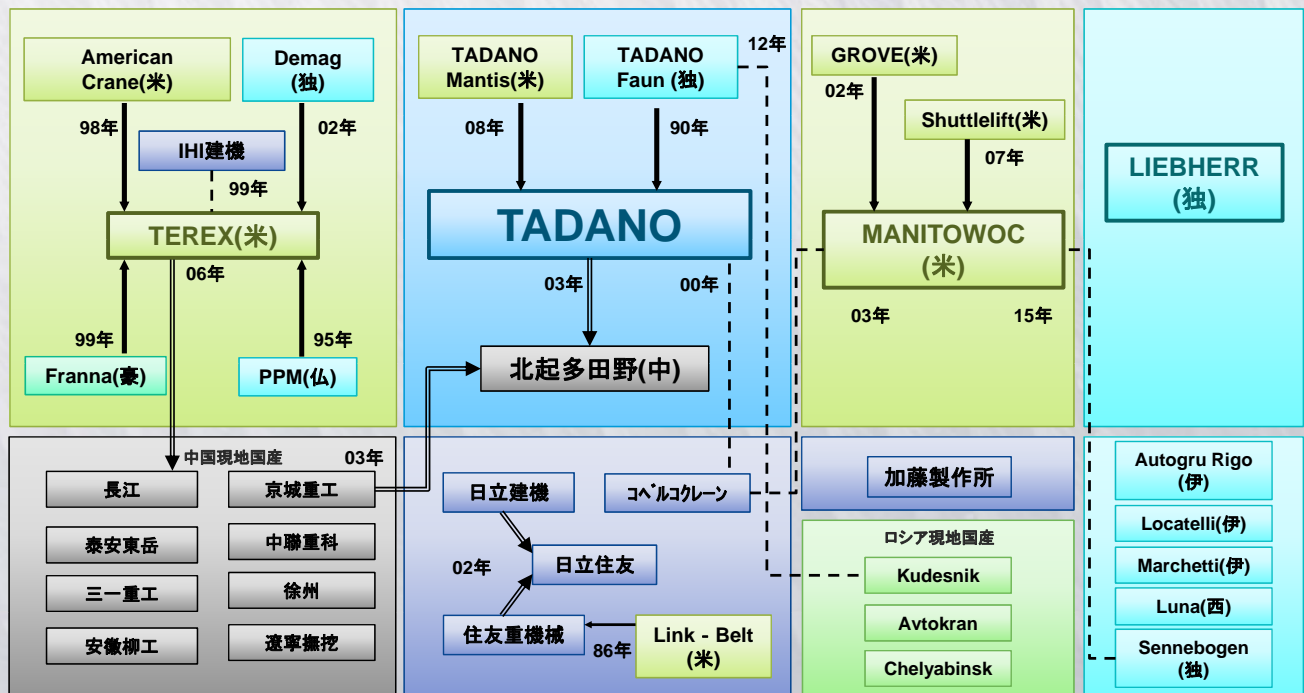 American
Crane(米)
Demag
(独)
98年
02年
IHI建機
99年
TEREX(米)
06年
99年
95年
Franna(豪)
PPM(仏)
TADANO
Mantis(米)
TADANO
Faun (独)
12年
08年
90年
TADANO
03年
00年
北起多田野(中)
GROVE(米)
02年
Shuttlelift(米)
07年
MANITOWOC
(米)
03年
15年
LIEBHERR
(独)
中国現地国産
03年
長江
京城重工
泰安東岳
中聯重科
三一重工
徐州
安徽柳工
遼寧撫挖
日立建機
コベルコクレーン
02年
日立住友
住友重機械
86年
Link - Belt
(米)
加藤製作所
ロシア現地国産
Kudesnik
Avtokran
Chelyabinsk
Autogru Rigo
(伊)
Locatelli(伊)
Marchetti(伊)
Luna(西)
Sennebogen
(独)